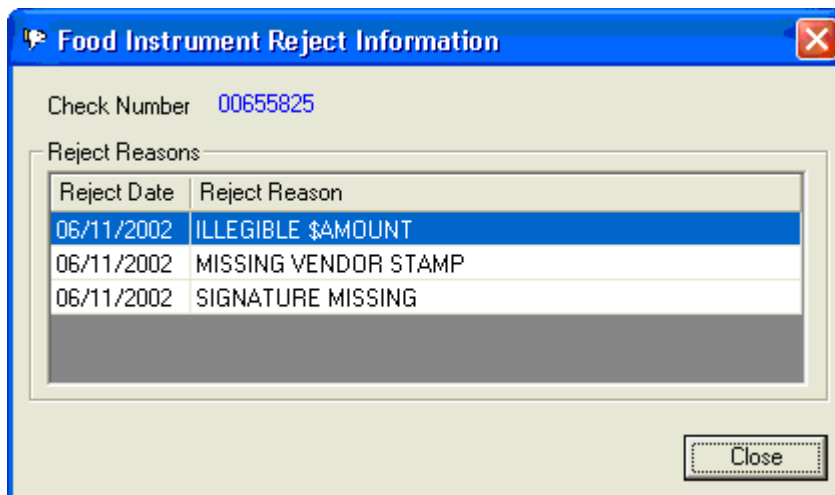 Food Instrument Reject Information
Check Number 00655825
Reject Reasons
Reject Date Reject Reason
06/11/2002 ILLEGIBLE $AMOUNT
06/11/2002 MISSING VENDOR STAMP
06/11/2002 SIGNATURE MISSING
Close